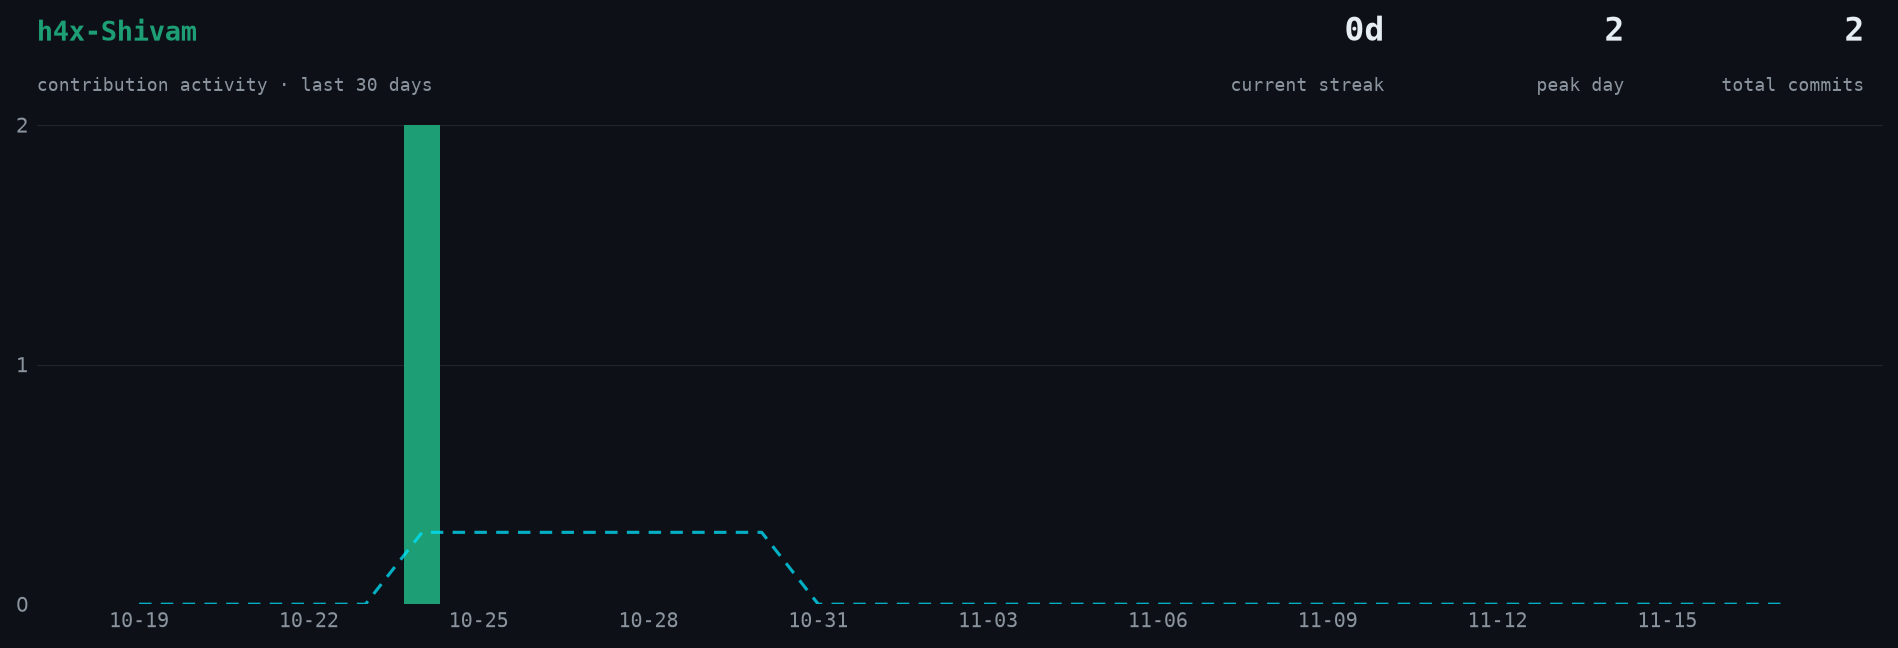 h4x-Shivam
0d 2 2
contribution activity · last 30 days
current streak peak day total commits
2
1
0
10-19 10-22 10-25 10-28 10-31 11-03 11-06 11-09 11-12 11-15